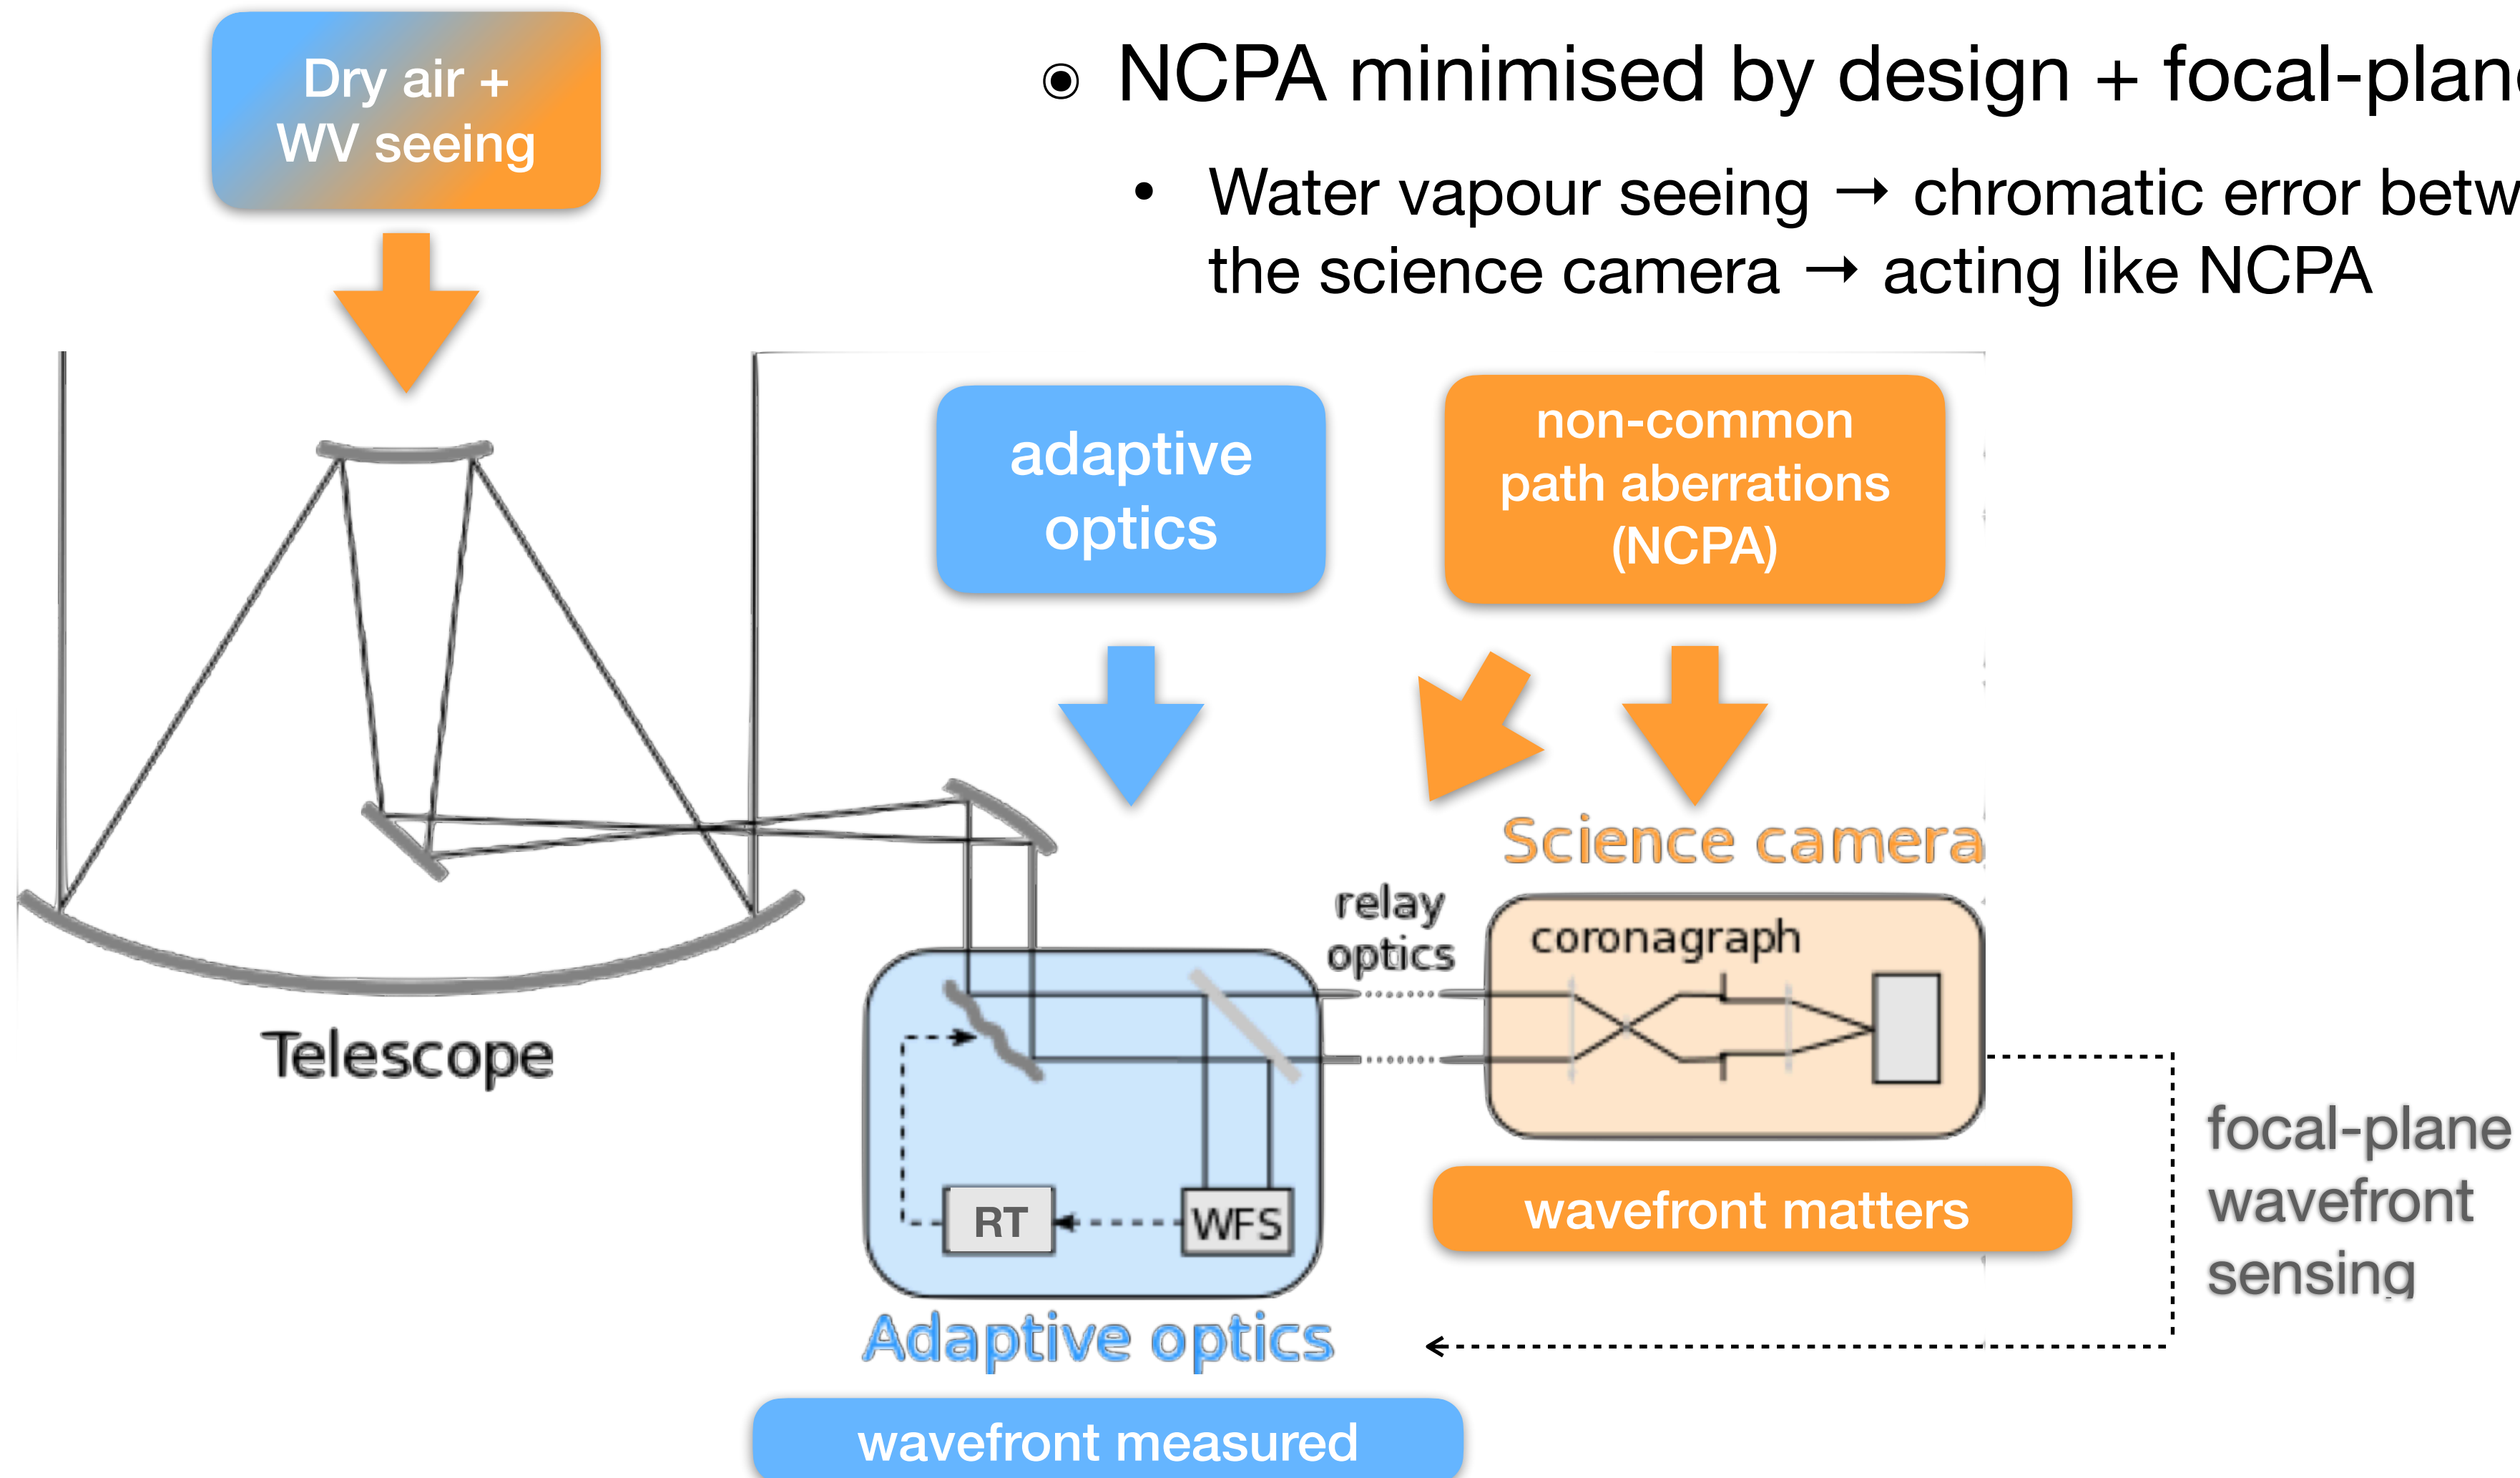 Dry air +
WV seeing
NCPA minimised by design + focal-plane
• Water vapour seeing → chromatic error betw
the science camera → acting like NCPA
adaptive
optics
non-common
path aberrations
(NCPA)
Science camera
relay
optics
coronagraph
Telescope
RT
WFS
wavefront matters
focal-plane
wavefront
sensing
Adaptive optics
wavefront measured